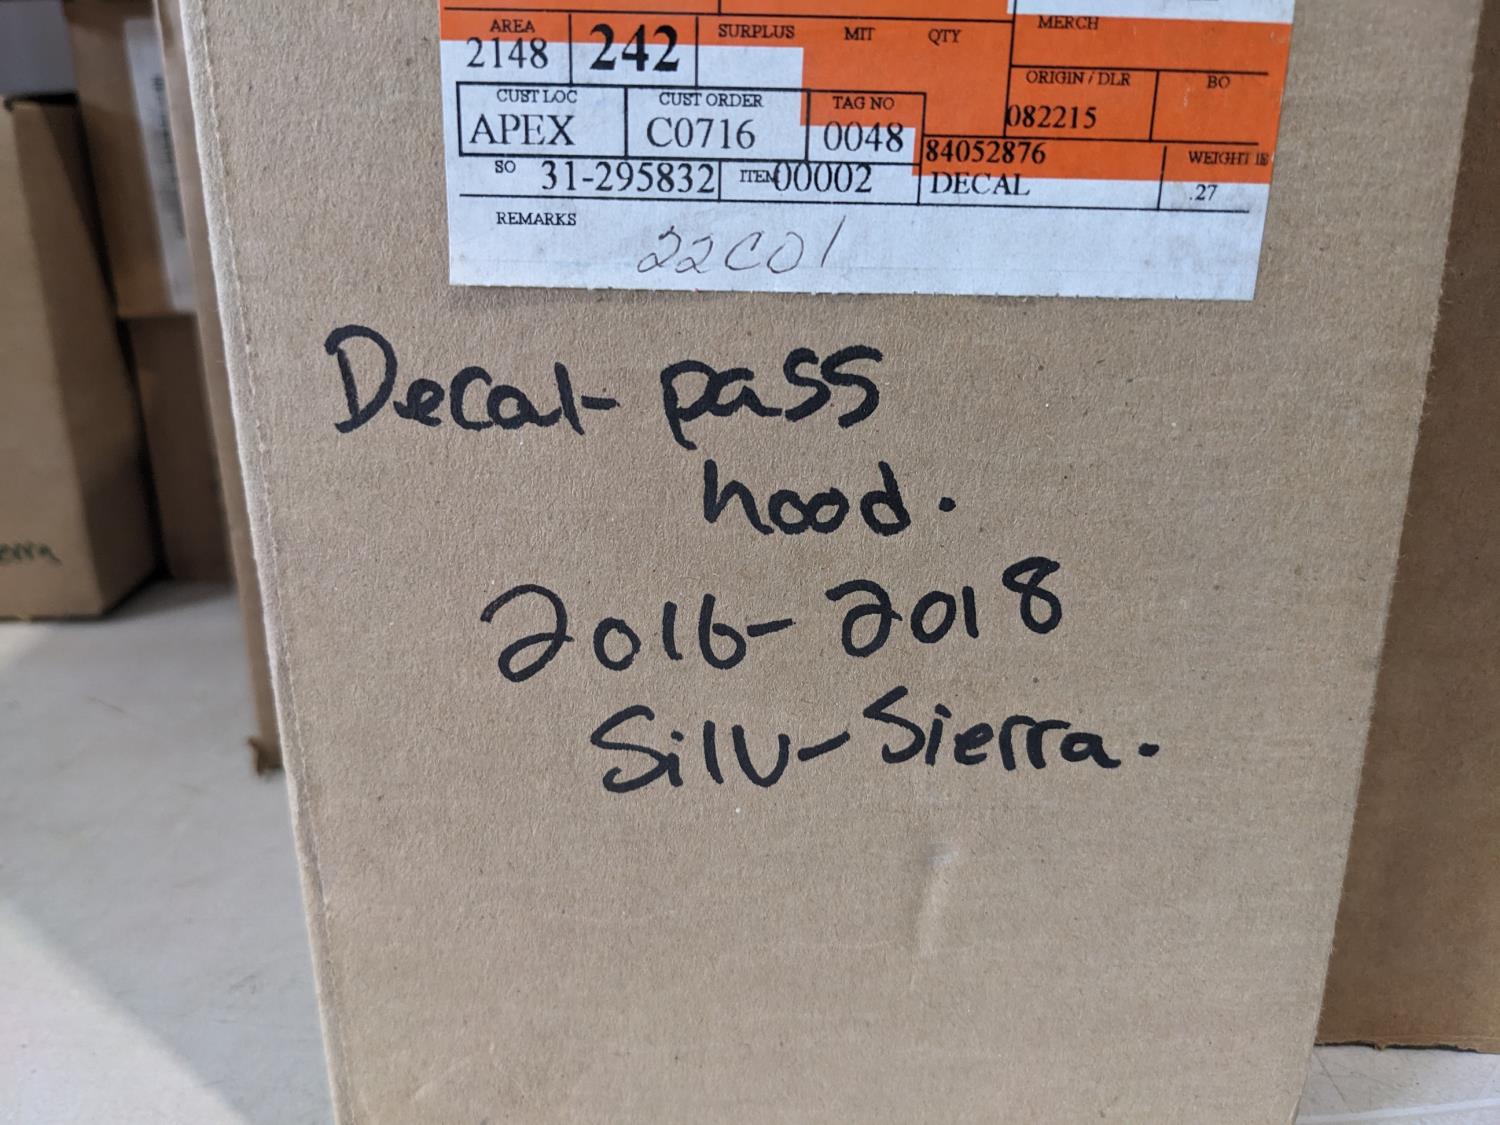 AREA SURPLUS MIT QTY MERCH
2148 242
ORIGIN / DLR BO
082215
CUST LOC CUST ORDER TAG NO
APEX C0716 0048
84052876 WEIGHT
SO 31-295832 ITEM 00002 DECAL .27
REMARKS
22C01
Decal- pass
hood.
2016-2018
Silv-Sierra.
erra